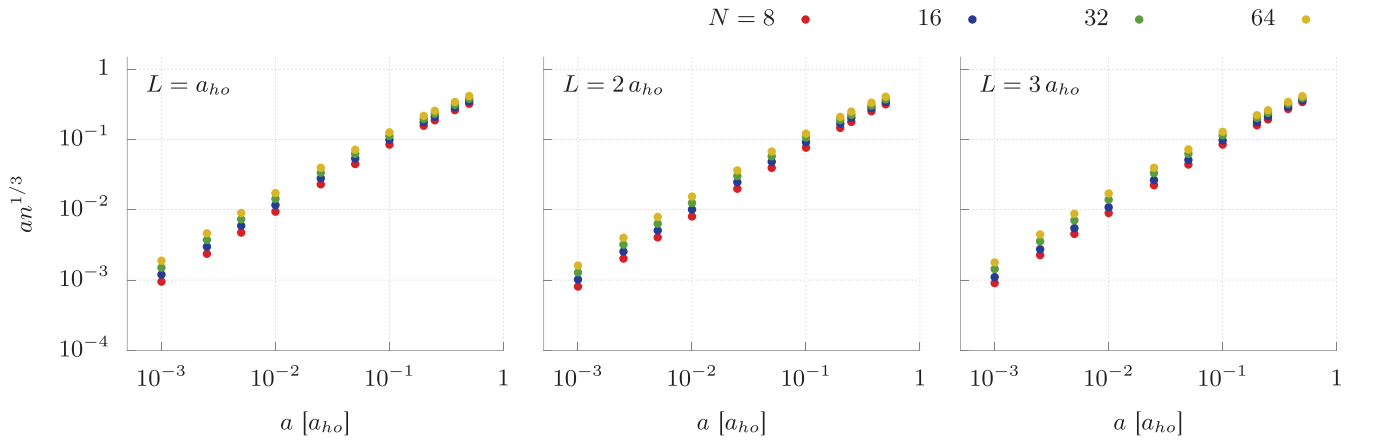 N = 8 16 32 64
L = a_{ho} L = 2 a_{ho} L = 3 a_{ho}
an^{1/3}
1
10^{−1}
10^{−2}
10^{−3}
10^{−4}
10^{−3} 10^{−2} 10^{−1} 1 10^{−3} 10^{−2} 10^{−1} 1 10^{−3} 10^{−2} 10^{−1} 1
a [a_{ho}] a [a_{ho}] a [a_{ho}]